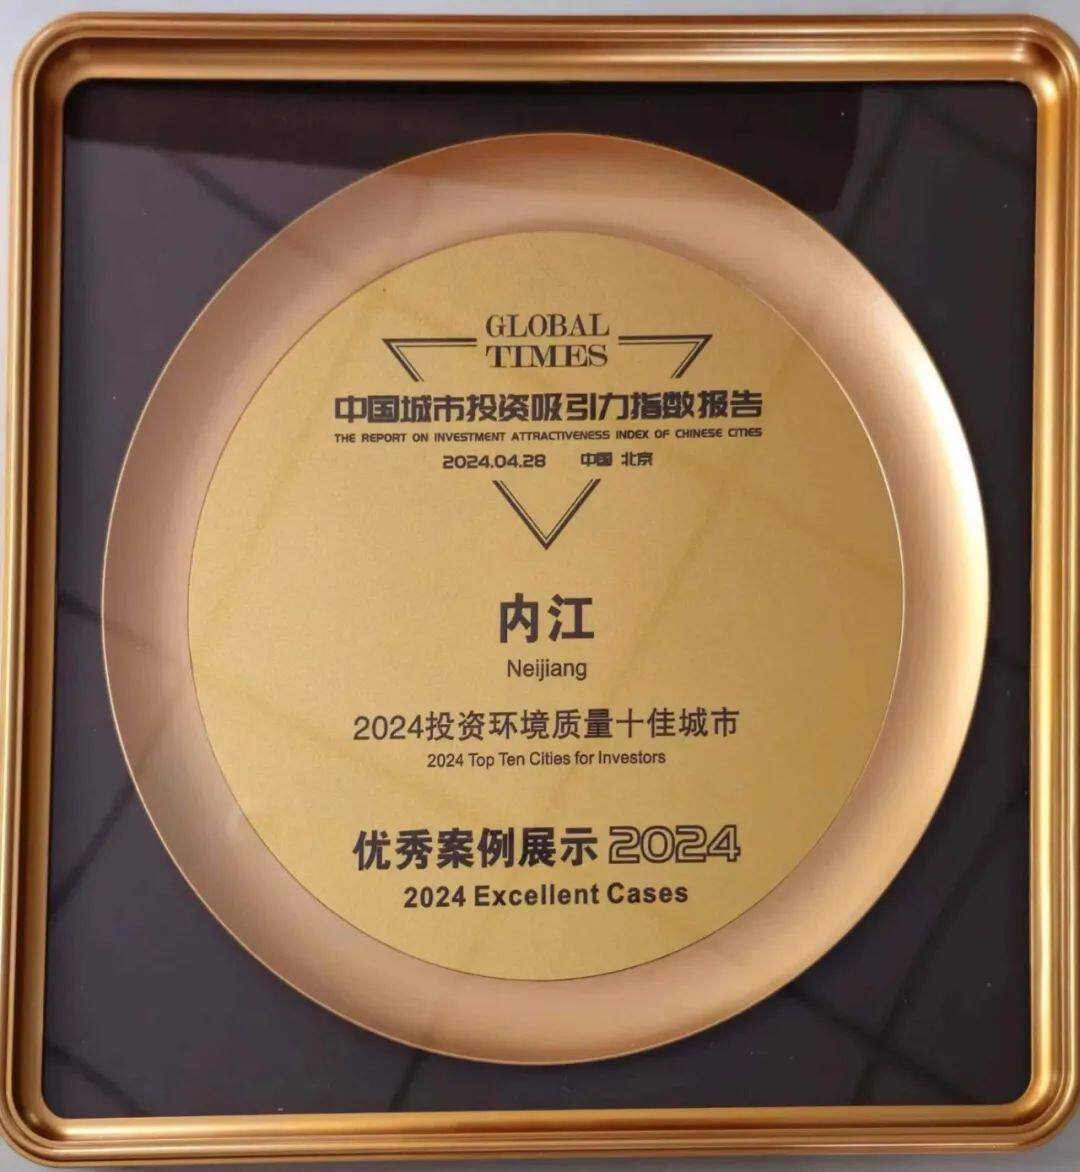 GLOBAL
TIMES
中国城市投资吸引力指数报告
THE REPORT ON INVESTMENT ATTRACTIVENESS INDEX OF CHINESE CITIES
2024.04.28 中国 北京
内江
Neijiang
2024投资环境质量十佳城市
2024 Top Ten Cities for Investors
优秀案例展示 2024
2024 Excellent Cases